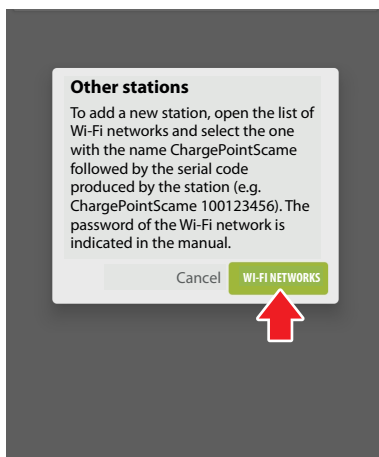 Other stations
To add a new station, open the list of
Wi-Fi networks and select the one
with the name ChargePointScame
followed by the serial code
produced by the station (e.g.
ChargePointScame 100123456). The
password of the Wi-Fi network is
indicated in the manual.
Cancel WI-FI NETWORKS